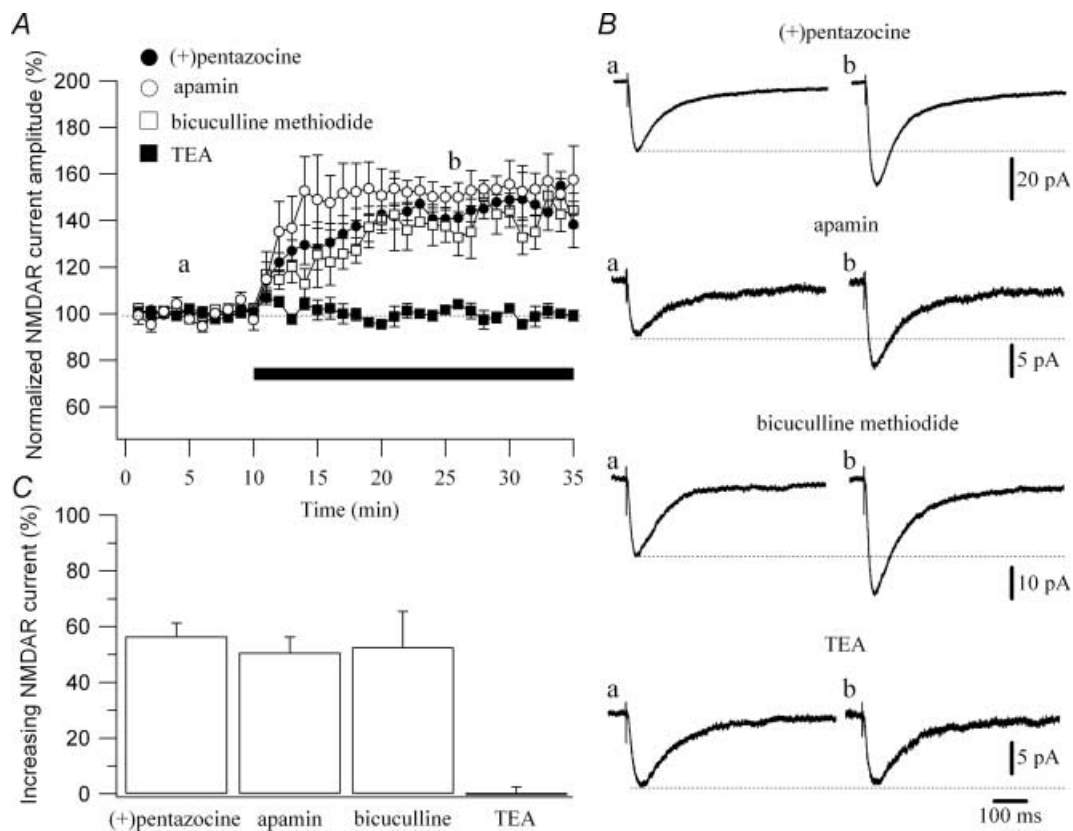 A
(+)pentazocine
apamin
bicuculline methiodide
TEA
Normalized NMDAR current amplitude (%)
200
180
160
140
120
100
80
60
a
b
0
5
10
15
20
25
30
35
Time (min)
B
(+)pentazocine
a
b
20 pA
apamin
a
b
5 pA
bicuculline methiodide
a
b
10 pA
TEA
a
b
5 pA
100 ms
C
Increasing NMDAR current (%)
100
80
60
40
20
0
(+)pentazocine
apamin
bicuculline
TEA